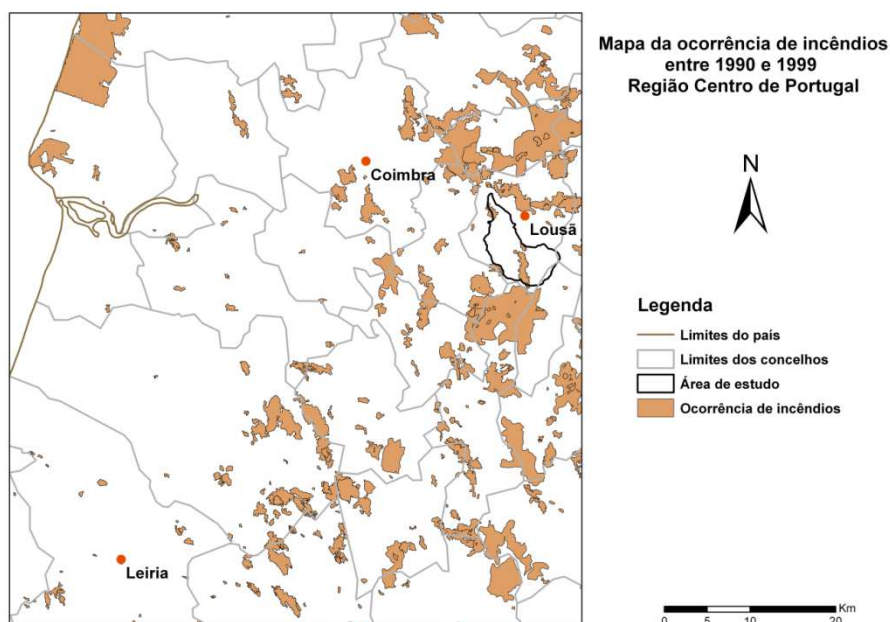 Mapa da ocorrência de incêndios
entre 1990 e 1999
Região Centro de Portugal
N
Coimbra
Lousã
Leiria
Legenda
Limites do país
Limites dos concelhos
Área de estudo
Ocorrência de incêndios
Km
0 5 10 20